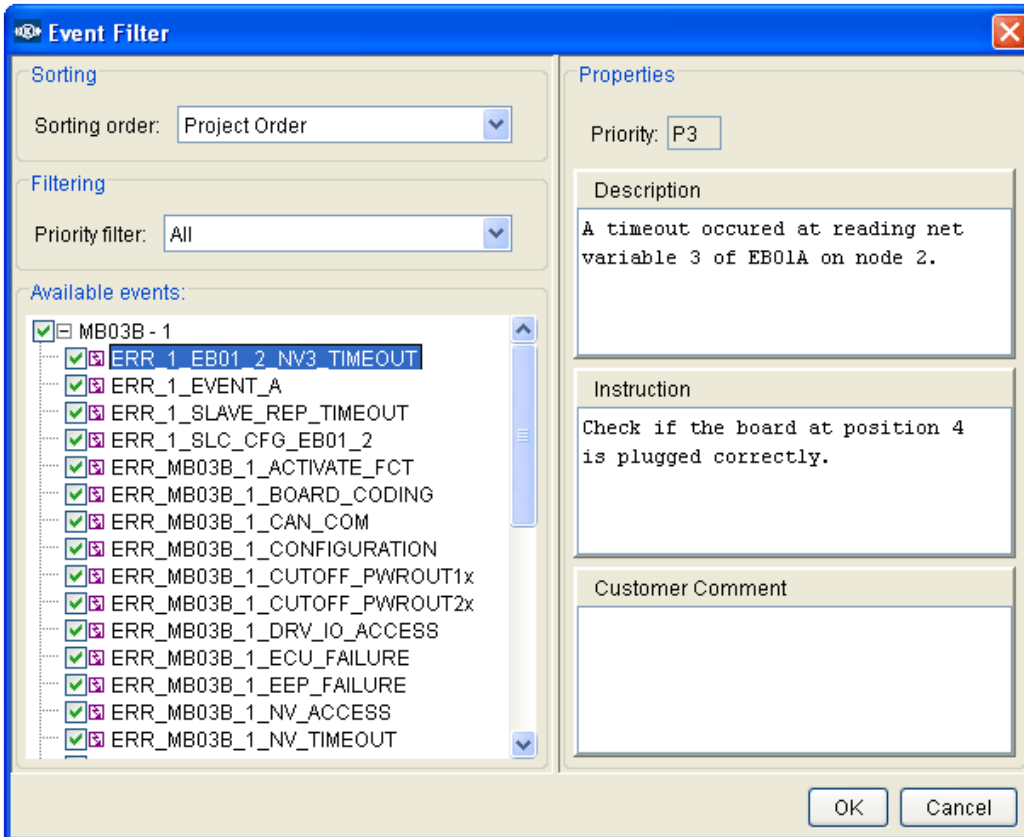 Event Filter
Sorting
Sorting order: Project Order
Filtering
Priority filter: All
Available events:
MB03B - 1
ERR_1_EB01_2_NV3_TIMEOUT
ERR_1_EVENT_A
ERR_1_SLAVE_REP_TIMEOUT
ERR_1_SLC_CFG_EB01_2
ERR_MB03B_1_ACTIVATE_FCT
ERR_MB03B_1_BOARD_CODING
ERR_MB03B_1_CAN_COM
ERR_MB03B_1_CONFIGURATION
ERR_MB03B_1_CUTOFF_PWROUT1x
ERR_MB03B_1_CUTOFF_PWROUT2x
ERR_MB03B_1_DRV_IO_ACCESS
ERR_MB03B_1_ECU_FAILURE
ERR_MB03B_1_EEP_FAILURE
ERR_MB03B_1_NV_ACCESS
ERR_MB03B_1_NV_TIMEOUT
Properties
Priority: P3
Description
A timeout occured at reading net
variable 3 of EB01A on node 2.
Instruction
Check if the board at position 4
is plugged correctly.
Customer Comment
OK
Cancel